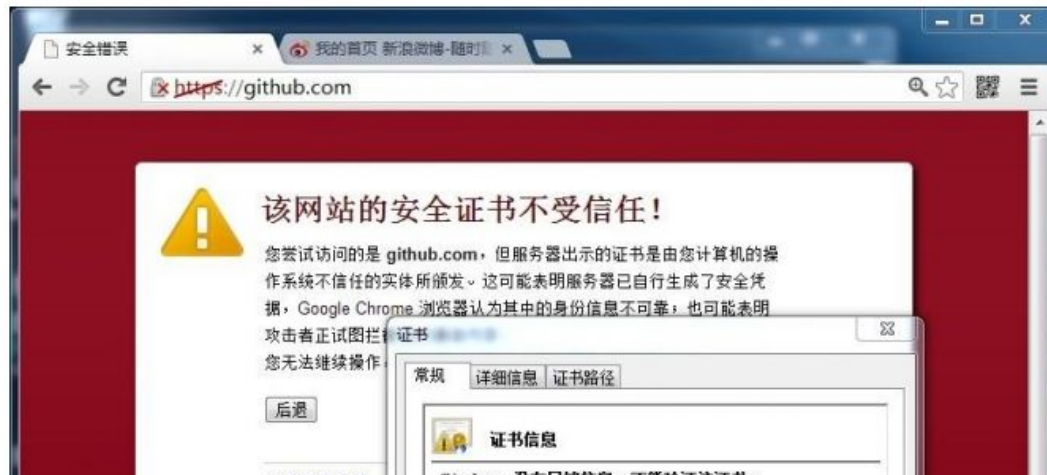 安全错误
我的首页 新浪微博-随时
https://github.com
该网站的安全证书不受信任！
您尝试访问的是 github.com，但服务器出示的证书是由您计算机的操
作系统不信任的实体所颁发。这可能表明服务器已自行生成了安全凭
据，Google Chrome 浏览器认为其中的身份信息不可靠；也可能表明
攻击者正试图拦
您无法继续操作，
后退
证书
常规 详细信息 证书路径
证书信息